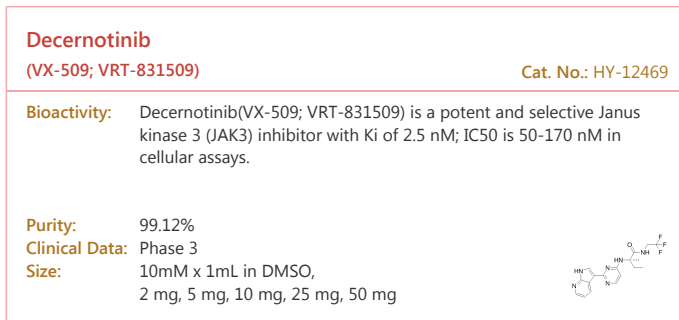 Decernotinib
(VX-509; VRT-831509) Cat. No.: HY-12469
Bioactivity: Decernotinib(VX-509; VRT-831509) is a potent and selective Janus
kinase 3 (JAK3) inhibitor with Ki of 2.5 nM; IC50 is 50-170 nM in
cellular assays.
Purity: 99.12%
Clinical Data: Phase 3
Size: 10mM x 1mL in DMSO,
2 mg, 5 mg, 10 mg, 25 mg, 50 mg
F
O F
NH F
HN
HN N
N N